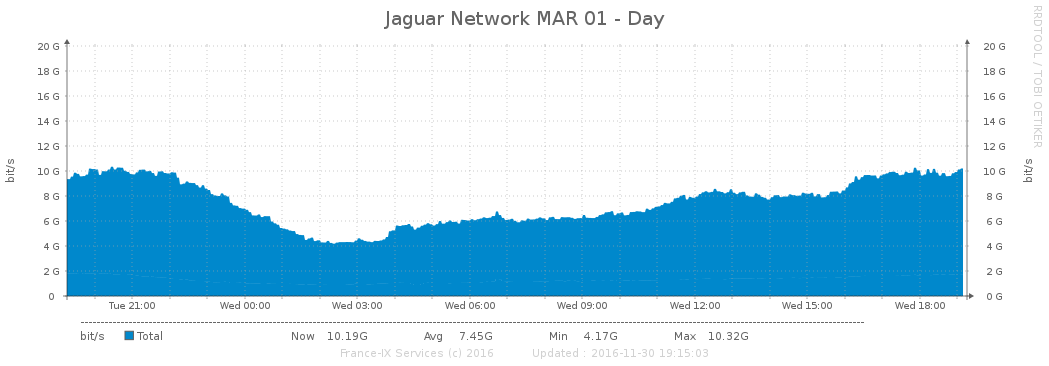 Jaguar Network MAR 01 - Day
RRDTOOL / TOBI OETIKER
bit/s
bit/s
20 G 20 G
18 G 18 G
16 G 16 G
14 G 14 G
12 G 12 G
10 G 10 G
8 G 8 G
6 G 6 G
4 G 4 G
2 G 2 G
0 0 G
Tue 21:00 Wed 00:00 Wed 03:00 Wed 06:00 Wed 09:00 Wed 12:00 Wed 15:00 Wed 18:00
bit/s Total Now 10.19G Avg 7.45G Min 4.17G Max 10.32G
France-IX Services (c) 2016 Updated : 2016-11-30 19:15:03